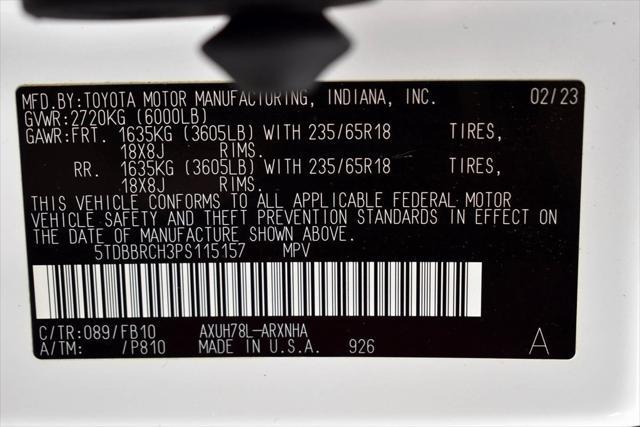 MFD.BY:TOYOTA MOTOR MANUFACTURING, INDIANA, INC. 02/23
GVWR:2720KG (6000LB)
GAWR:FRT. 1635KG (3605LB) WITH 235/65R18 TIRES,
18X8J RIMS.
RR. 1635KG (3605LB) WITH 235/65R18 TIRES,
18X8J RIMS.
THIS VEHICLE CONFORMS TO ALL APPLICABLE FEDERAL MOTOR
VEHICLE SAFETY AND THEFT PREVENTION STANDARDS IN EFFECT ON
THE DATE OF MANUFACTURE SHOWN ABOVE.
5TDBBRCH3PS115157 MPV
C/TR:089/FB10 AXUH78L-ARXNHA
A/TM: /P810 MADE IN U.S.A. 926 A